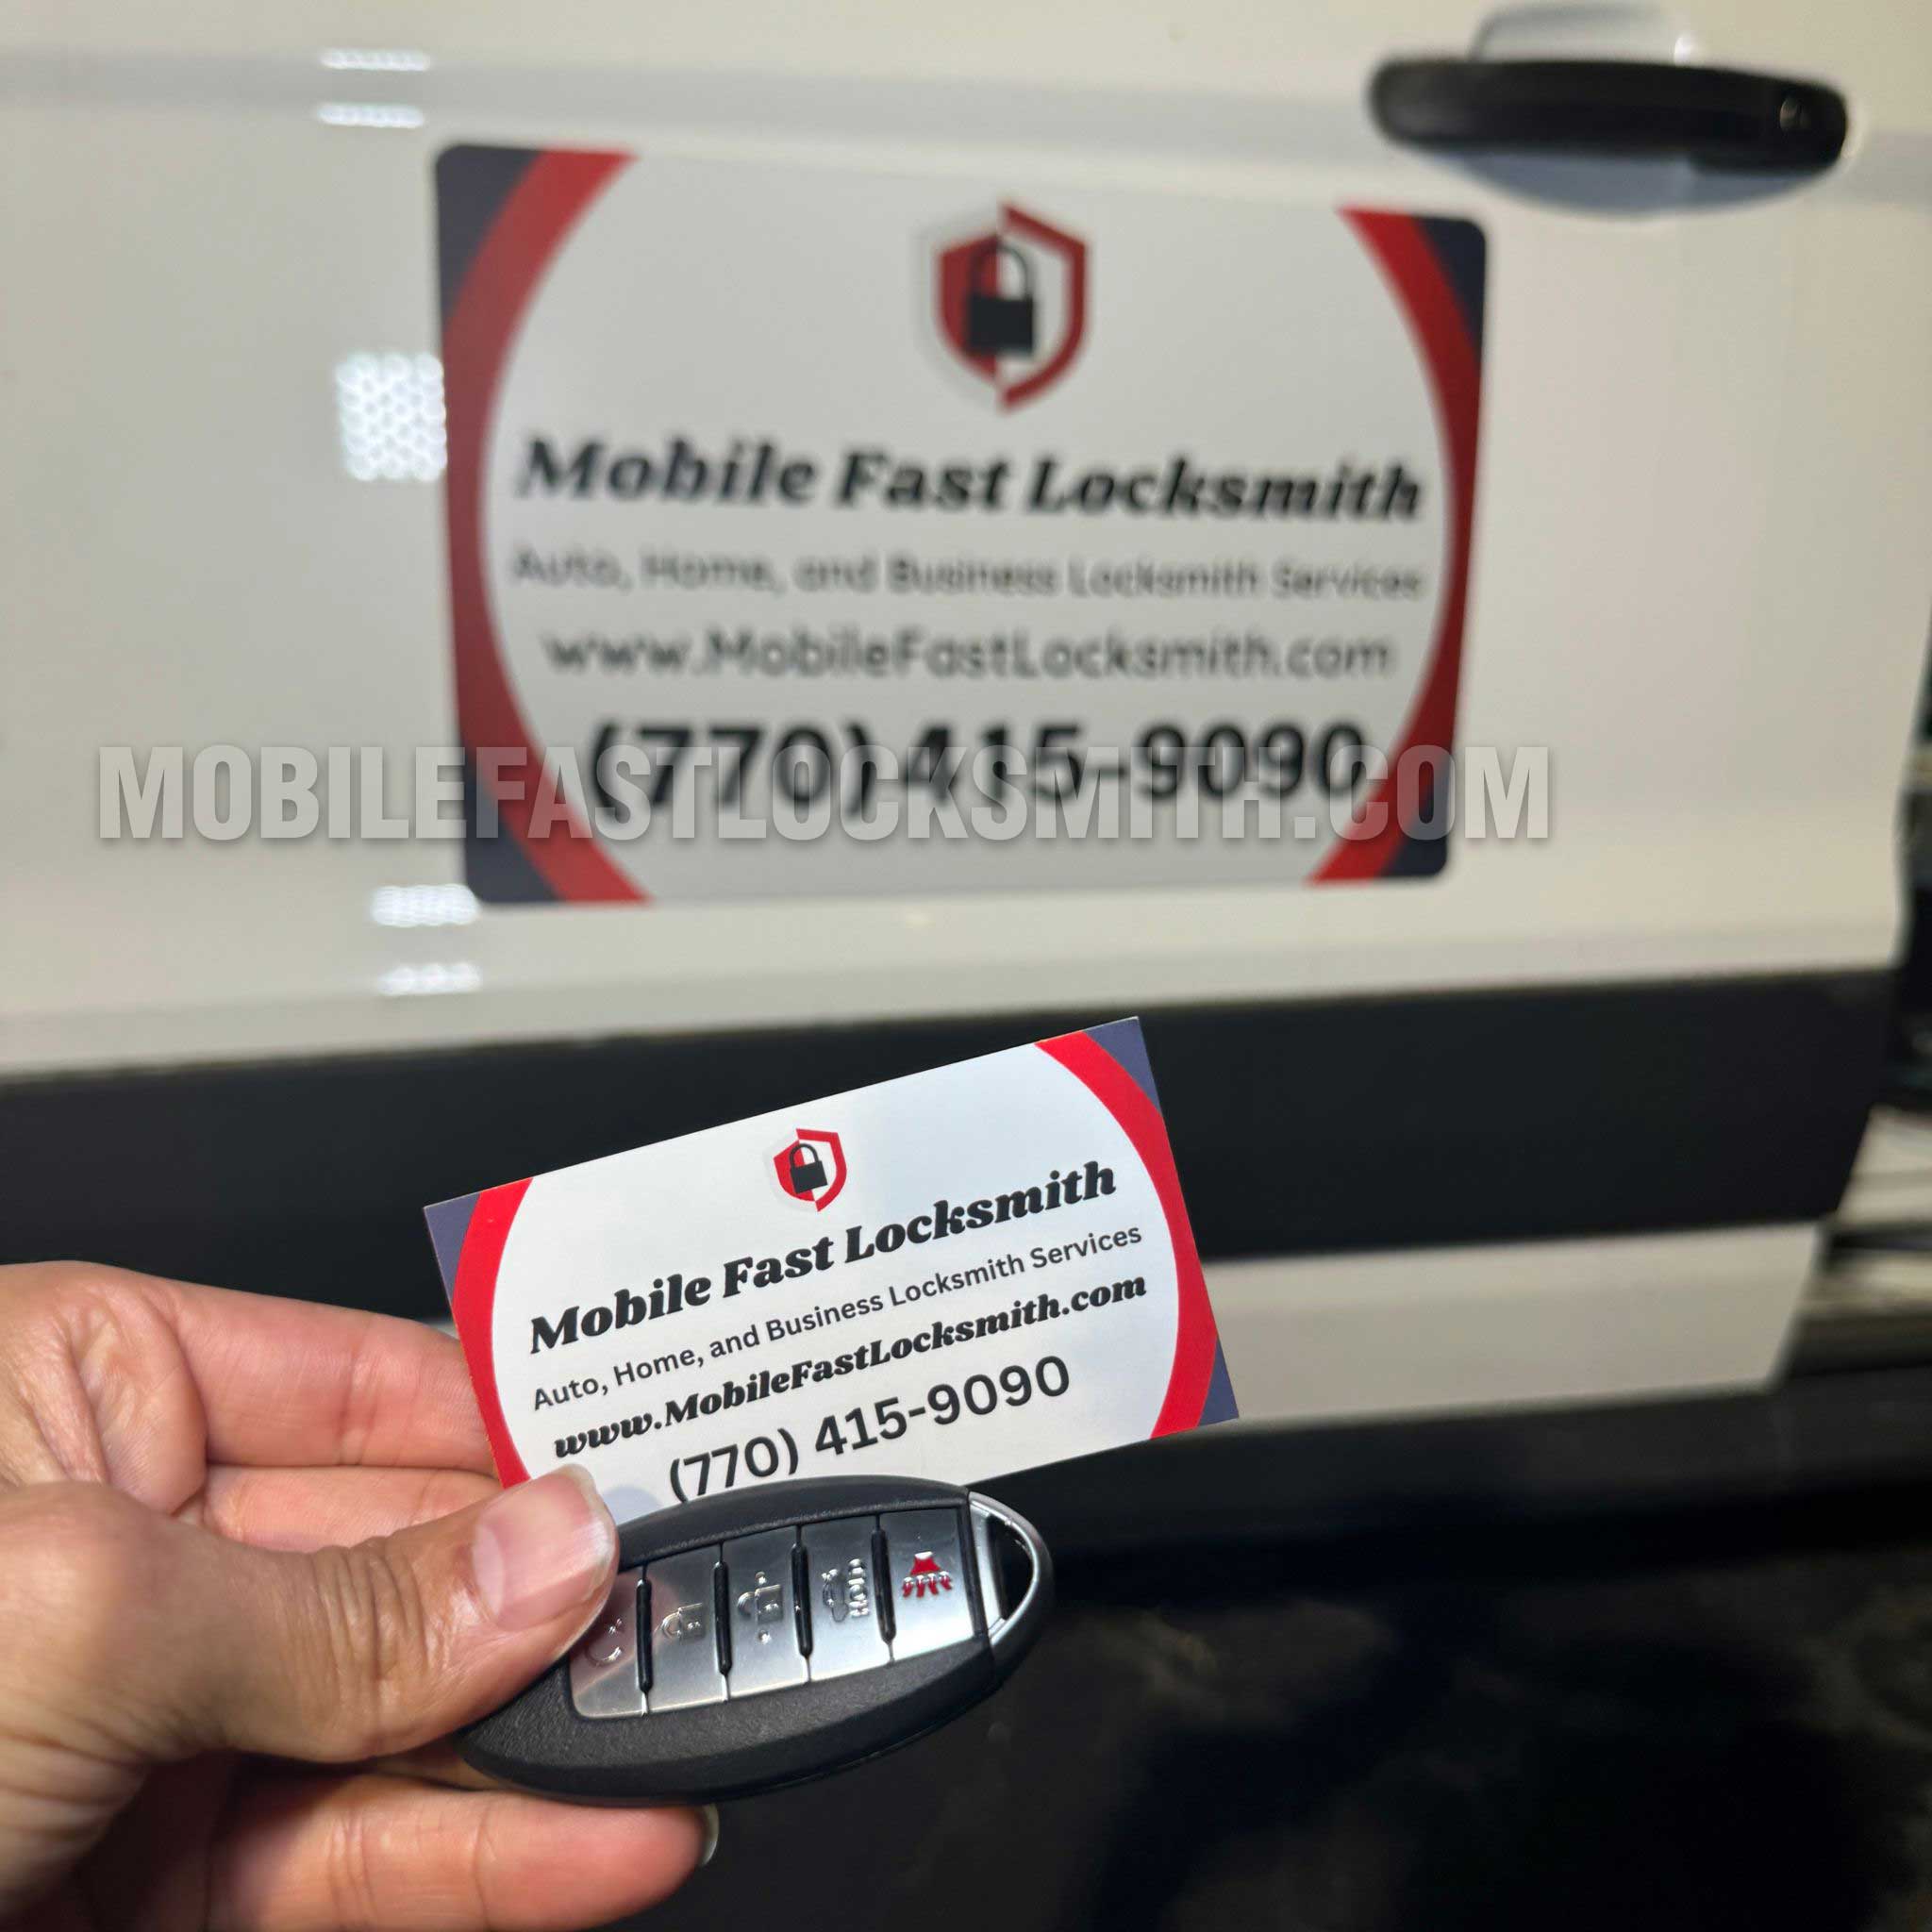 Mobile Fast Locksmith
Auto, Home, and Business Locksmith Services
www.MobileFastLocksmith.com
(770) 415-9090
MOBILEFASTLOCKSMITH.COM
Mobile Fast Locksmith
Auto, Home, and Business Locksmith Services
www.MobileFastLocksmith.com
(770) 415-9090
HOLD